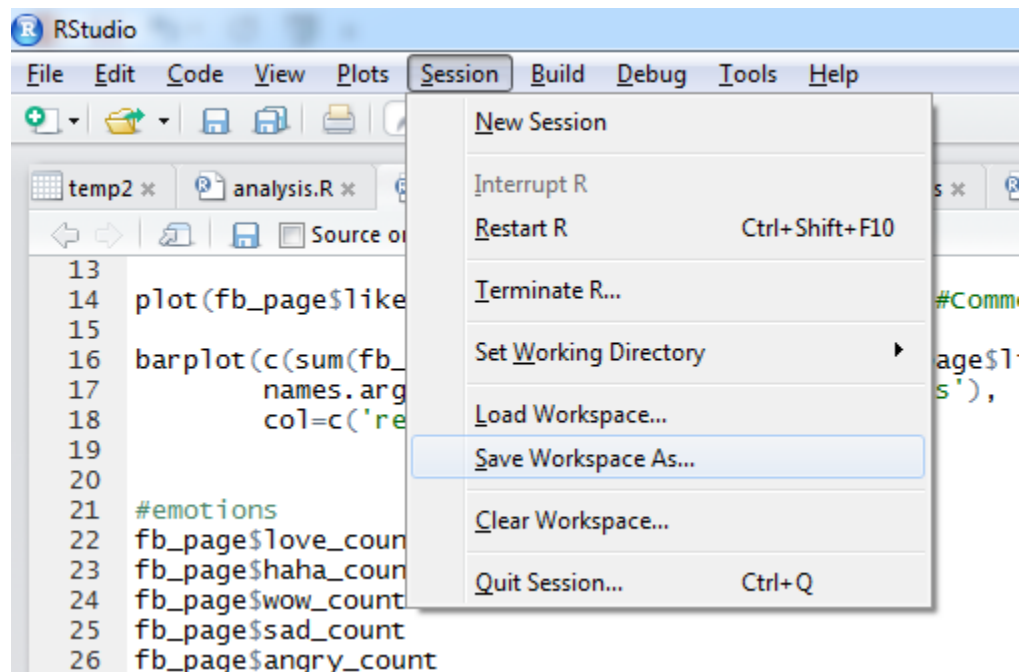 RStudio
File Edit Code View Plots Session Build Debug Tools Help
New Session
Interrupt R
Restart R Ctrl+Shift+F10
Terminate R...
Set Working Directory
Load Workspace...
Save Workspace As...
Clear Workspace...
Quit Session... Ctrl+Q
temp2 analysis.R s
Source o
13
14 plot(fb_page$like #Comm
15
16 barplot(c(sum(fb_ age$l
17 names.arg s'),
18 col=c('re
19
20
21 #emotions
22 fb_page$love_coun
23 fb_page$haha_coun
24 fb_page$wow_count
25 fb_page$sad_count
26 fb_page$angry_count